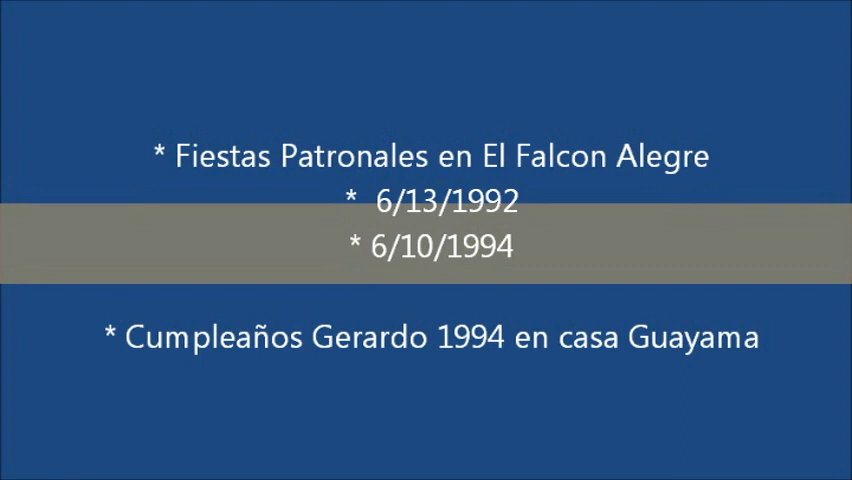 * Fiestas Patronales en El Falcon Alegre
* 6/13/1992
* 6/10/1994
* Cumpleaños Gerardo 1994 en casa Guayama